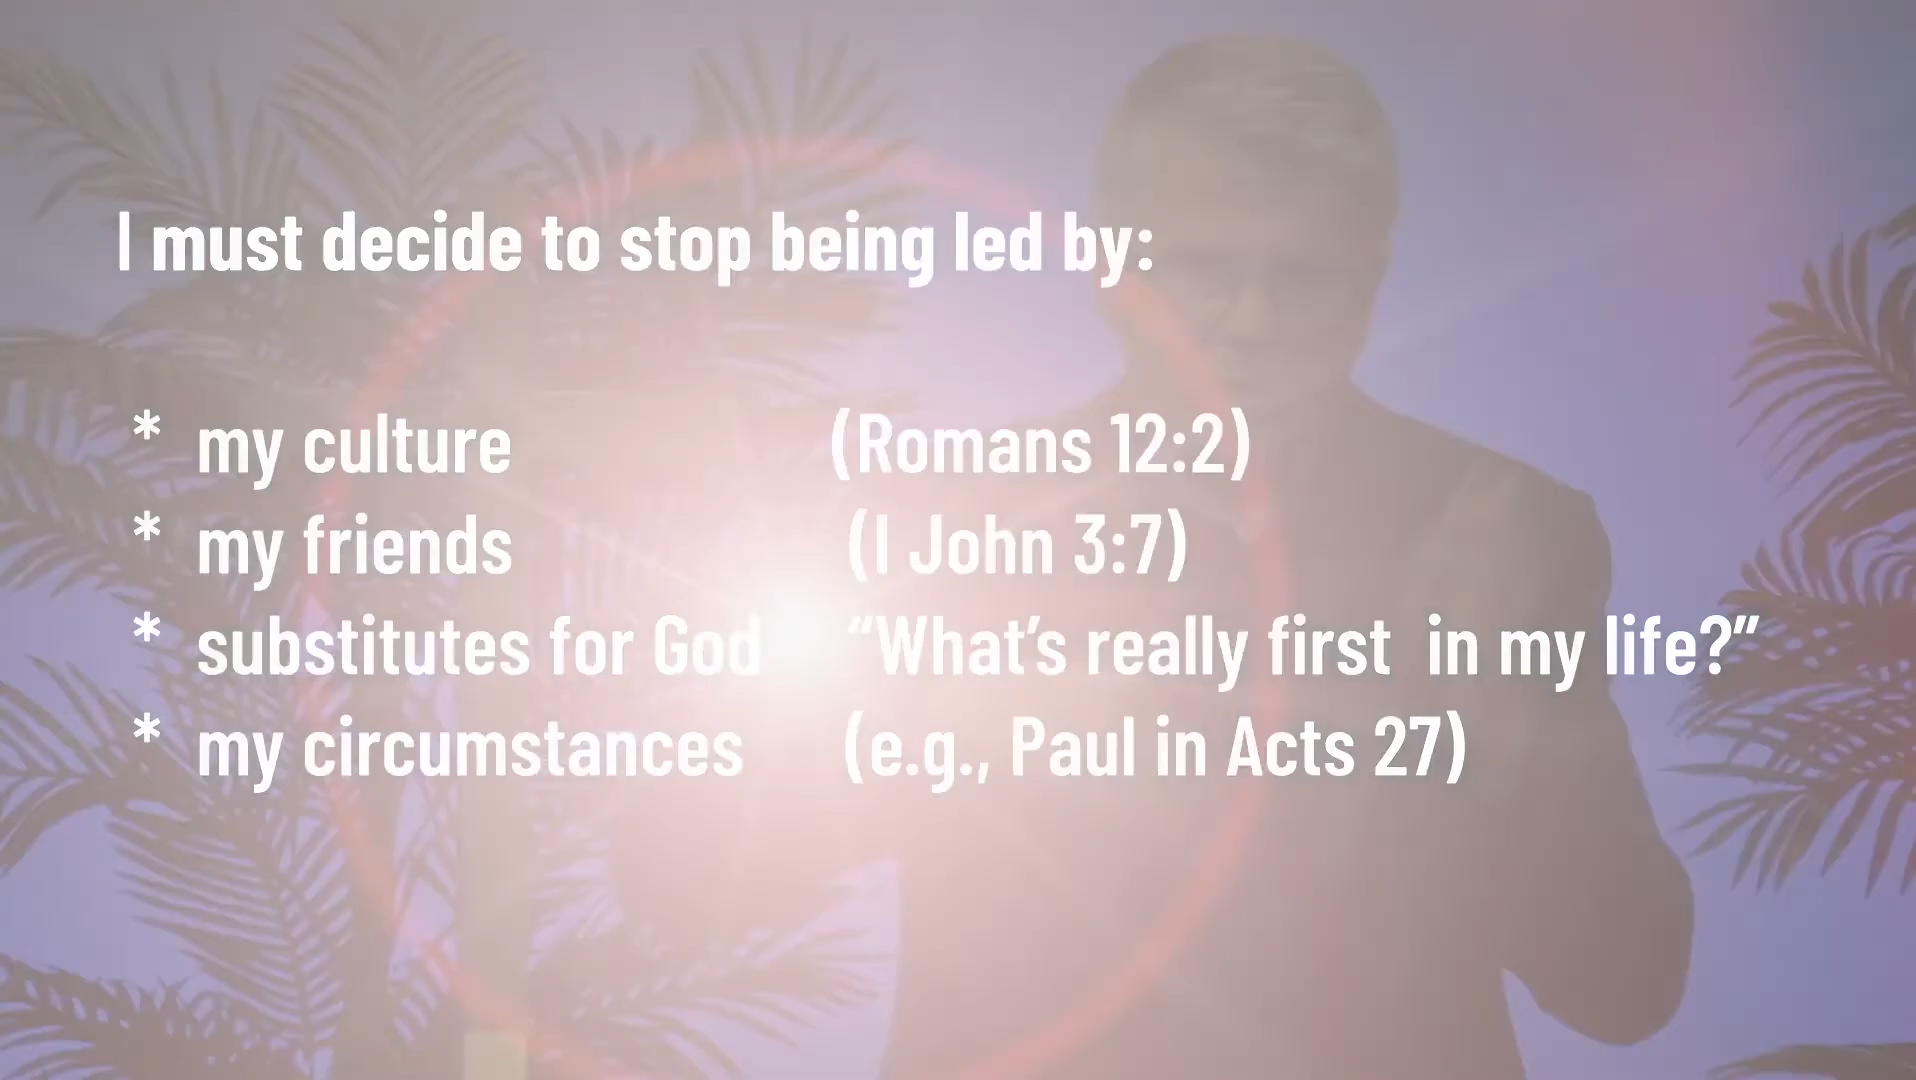 I must decide to stop being led by:
* my culture (Romans 12:2)
* my friends (I John 3:7)
* substitutes for God “What’s really first in my life?”
* my circumstances (e.g., Paul in Acts 27)